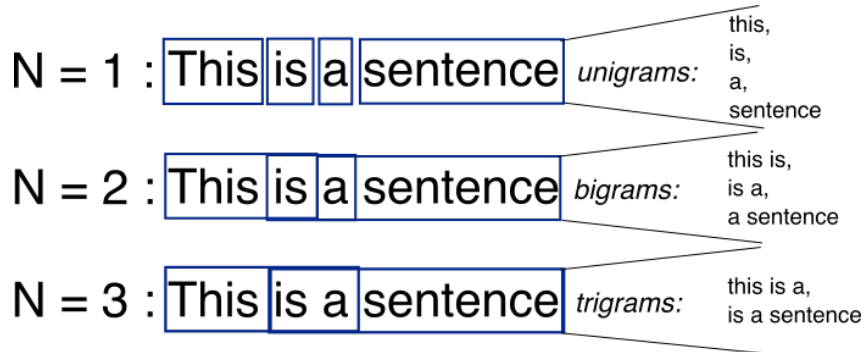 N = 1 : This is a sentence unigrams:
this,
is,
a,
sentence
N = 2 : This is a sentence bigrams:
this is,
is a,
a sentence
N = 3 : This is a sentence trigrams:
this is a,
is a sentence